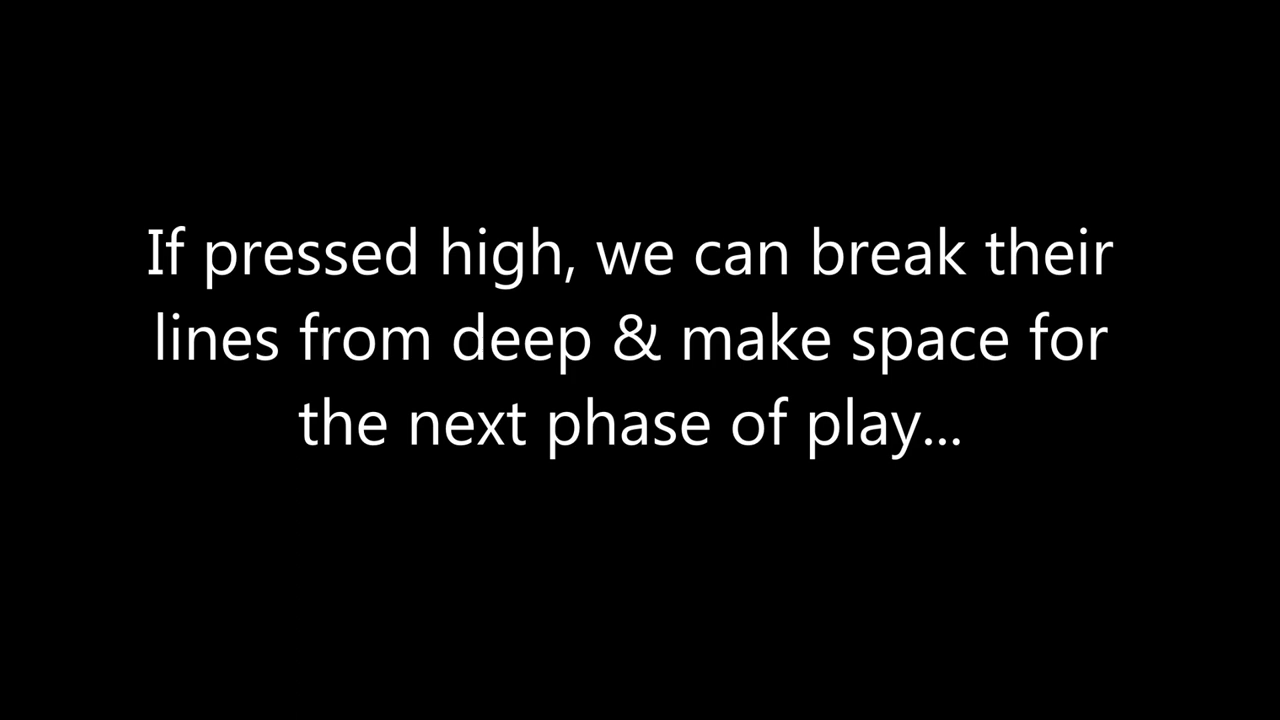 If pressed high, we can break their
lines from deep & make space for
the next phase of play...